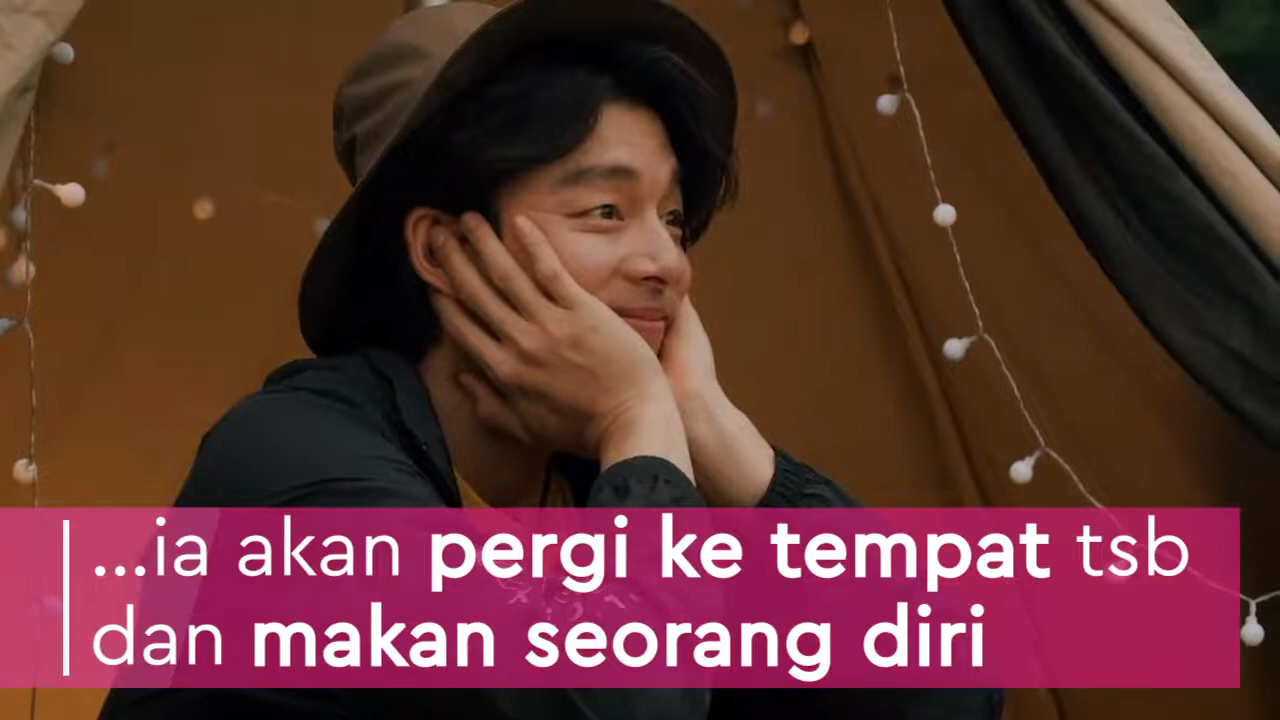 ...ia akan pergi ke tempat tsb
dan makan seorang diri